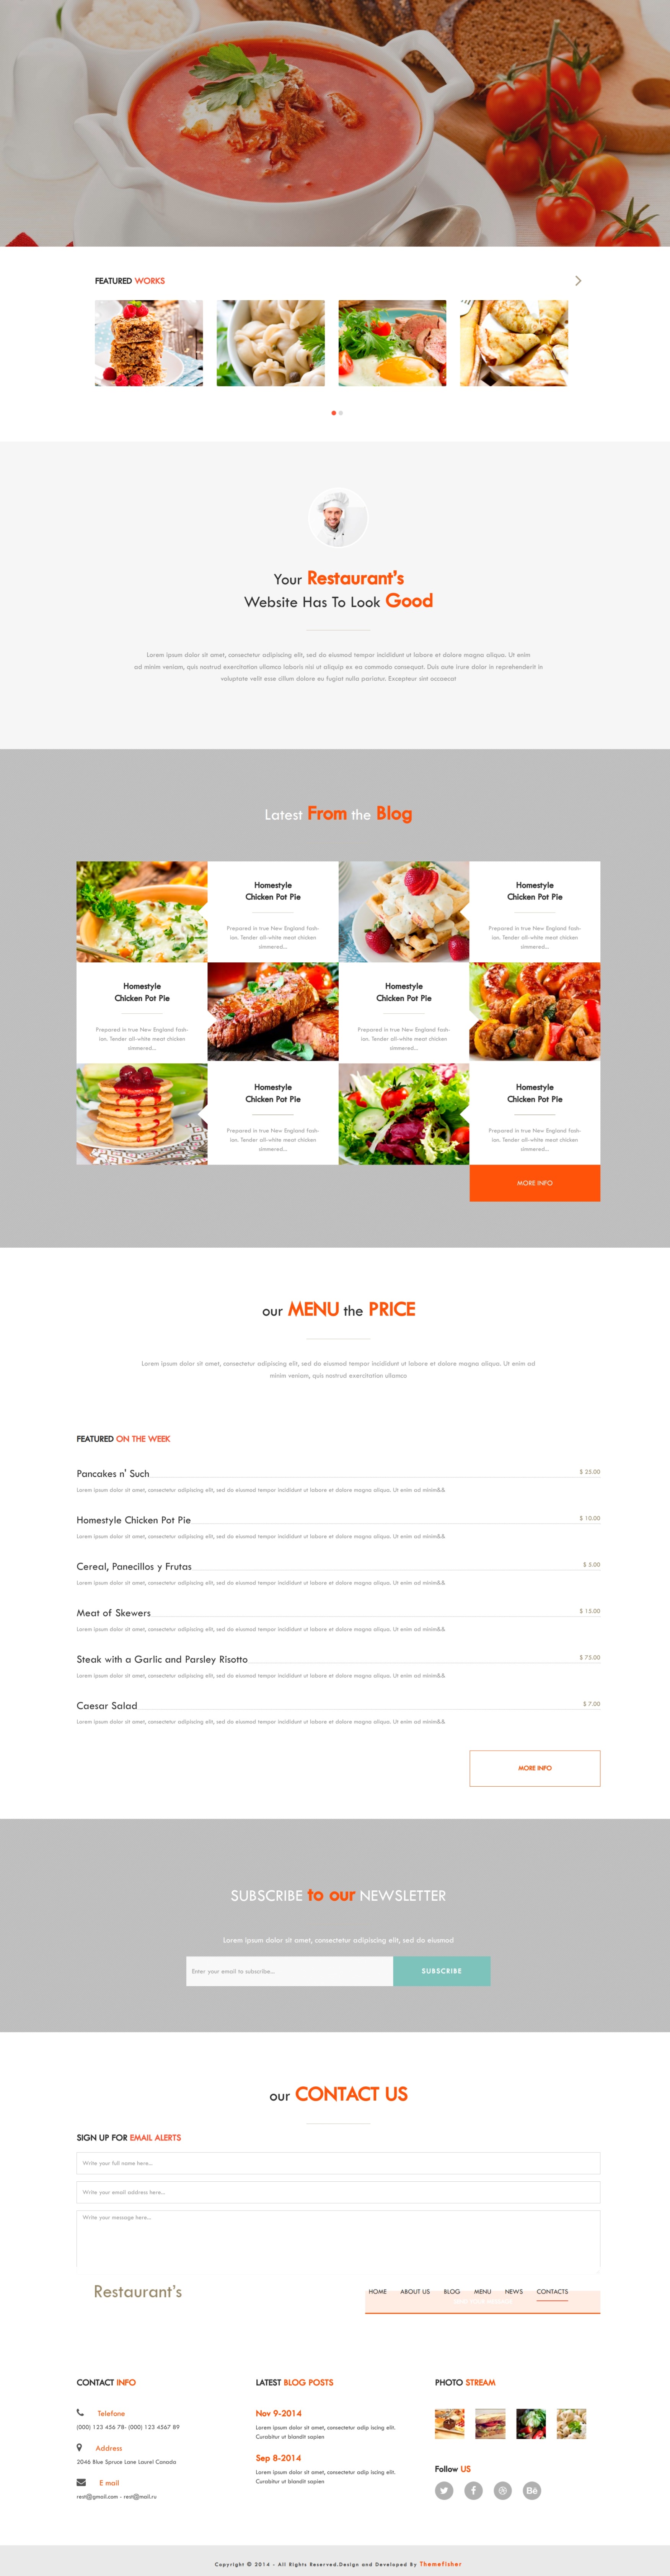 FEATURED WORKS
Your Restaurant's
Website Has To Look Good
Lorem ipsum dolor sit amet, consectetur adipiscing elit, sed do eiusmod tempor incididunt ut labore et dolore magna aliqua. Ut enim
ad minim veniam, quis nostrud exercitation ullamco laboris nisi ut aliquip ex ea commodo consequat. Duis aute irure dolor in reprehenderit in
voluptate velit esse cillum dolore eu fugiat nulla pariatur. Excepteur sint occaecat
Latest From the Blog
Homestyle
Chicken Pot Pie
Prepared in true New England fash-
ion. Tender all-white meat chicken
simmered...
Homestyle
Chicken Pot Pie
Prepared in true New England fash-
ion. Tender all-white meat chicken
simmered...
Homestyle
Chicken Pot Pie
Prepared in true New England fash-
ion. Tender all-white meat chicken
simmered...
Homestyle
Chicken Pot Pie
Prepared in true New England fash-
ion. Tender all-white meat chicken
simmered...
Homestyle
Chicken Pot Pie
Prepared in true New England fash-
ion. Tender all-white meat chicken
simmered...
Homestyle
Chicken Pot Pie
Prepared in true New England fash-
ion. Tender all-white meat chicken
simmered...
MORE INFO
our MENU the PRICE
Lorem ipsum dolor sit amet, consectetur adipiscing elit, sed do eiusmod tempor incididunt ut labore et dolore magna aliqua. Ut enim ad
minim veniam, quis nostrud exercitation ullamco
FEATURED ON THE WEEK
Pancakes n' Such $ 25.00
Lorem ipsum dolor sit amet, consectetur adipiscing elit, sed do eiusmod tempor incididunt ut labore et dolore magna aliqua. Ut enim ad minim&&
Homestyle Chicken Pot Pie $ 10.00
Lorem ipsum dolor sit amet, consectetur adipiscing elit, sed do eiusmod tempor incididunt ut labore et dolore magna aliqua. Ut enim ad minim&&
Cereal, Panecillos y Frutas $ 5.00
Lorem ipsum dolor sit amet, consectetur adipiscing elit, sed do eiusmod tempor incididunt ut labore et dolore magna aliqua. Ut enim ad minim&&
Meat of Skewers $ 15.00
Lorem ipsum dolor sit amet, consectetur adipiscing elit, sed do eiusmod tempor incididunt ut labore et dolore magna aliqua. Ut enim ad minim&&
Steak with a Garlic and Parsley Risotto $ 75.00
Lorem ipsum dolor sit amet, consectetur adipiscing elit, sed do eiusmod tempor incididunt ut labore et dolore magna aliqua. Ut enim ad minim&&
Caesar Salad $ 7.00
Lorem ipsum dolor sit amet, consectetur adipiscing elit, sed do eiusmod tempor incididunt ut labore et dolore magna aliqua. Ut enim ad minim&&
MORE INFO
SUBSCRIBE to our NEWSLETTER
Lorem ipsum dolor sit amet, consectetur adipiscing elit, sed do eiusmod
Enter your email to subscribe... SUBSCRIBE
our CONTACT US
SIGN UP FOR EMAIL ALERTS
Write your full name here...
Write your email address here...
Write your message here...
Restaurant's HOME ABOUT US BLOG MENU NEWS CONTACTS
CONTACT INFO
Telefone
(000) 123 456 78- (000) 123 4567 89
Address
2046 Blue Spruce Lane Laurel Canada
E mail
rest@gmail.com - rest@mail.ru
LATEST BLOG POSTS
Nov 9-2014
Lorem ipsum dolor sit amet, consectetur adip iscing elit.
Curabitur ut blandit sapien
Sep 8-2014
Lorem ipsum dolor sit amet, consectetur adip iscing elit.
Curabitur ut blandit sapien
PHOTO STREAM
Follow US
Bē
Copyright © 2014 - All Rights Reserved.Design and Developed By Themefisher